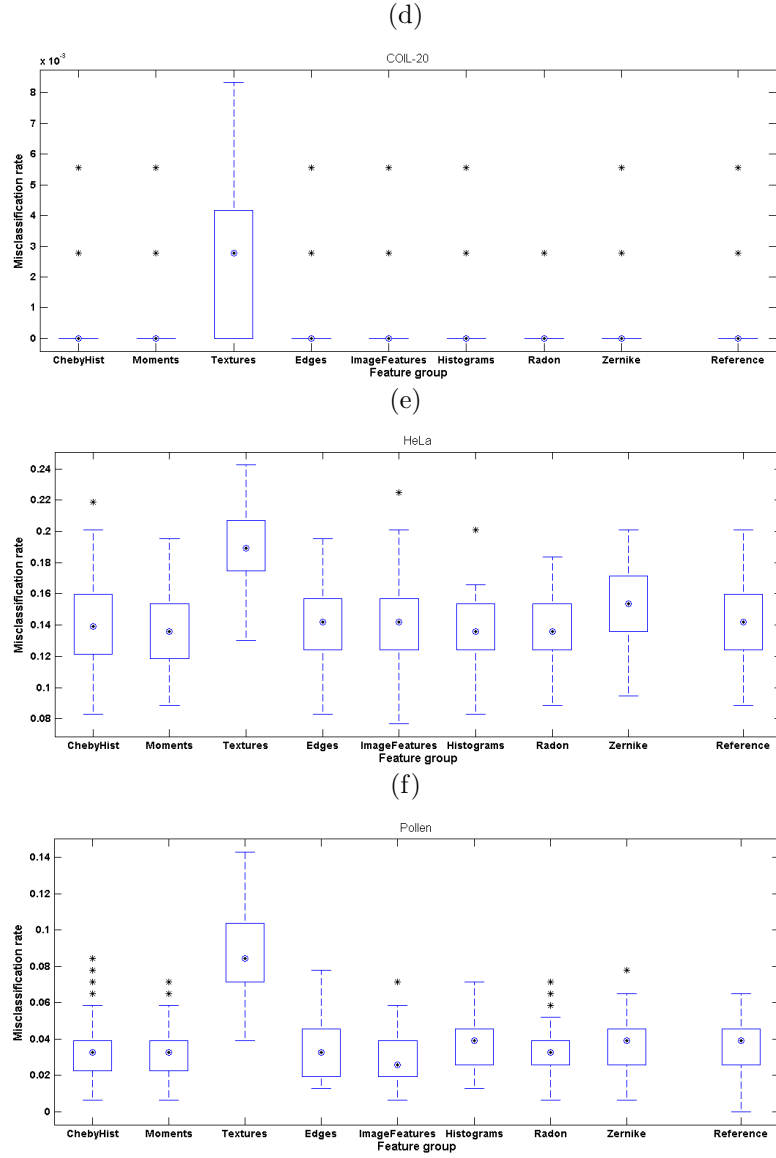 (d)
COIL-20
x 10⁻³
8
7
6
5
4
3
2
1
0
Misclassification rate
ChebyHist Moments Textures Edges ImageFeatures Histograms Radon Zernike Reference
Feature group
(e)
HeLa
0.24
0.22
0.2
0.18
0.16
0.14
0.12
0.1
0.08
Misclassification rate
ChebyHist Moments Textures Edges ImageFeatures Histograms Radon Zernike Reference
Feature group
(f)
Pollen
0.14
0.12
0.1
0.08
0.06
0.04
0.02
0
Misclassification rate
ChebyHist Moments Textures Edges ImageFeatures Histograms Radon Zernike Reference
Feature group